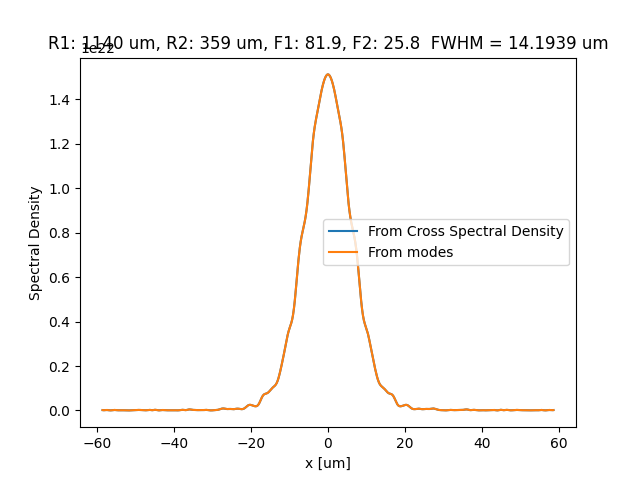 R1: 1140 um, R2: 359 um, F1: 81.9, F2: 25.8  FWHM = 14.1939 um
1e22
1.4
1.2
1.0
0.8
0.6
0.4
0.2
0.0
Spectral Density
From Cross Spectral Density
From modes
−60
−40
−20
0
20
40
60
x [um]